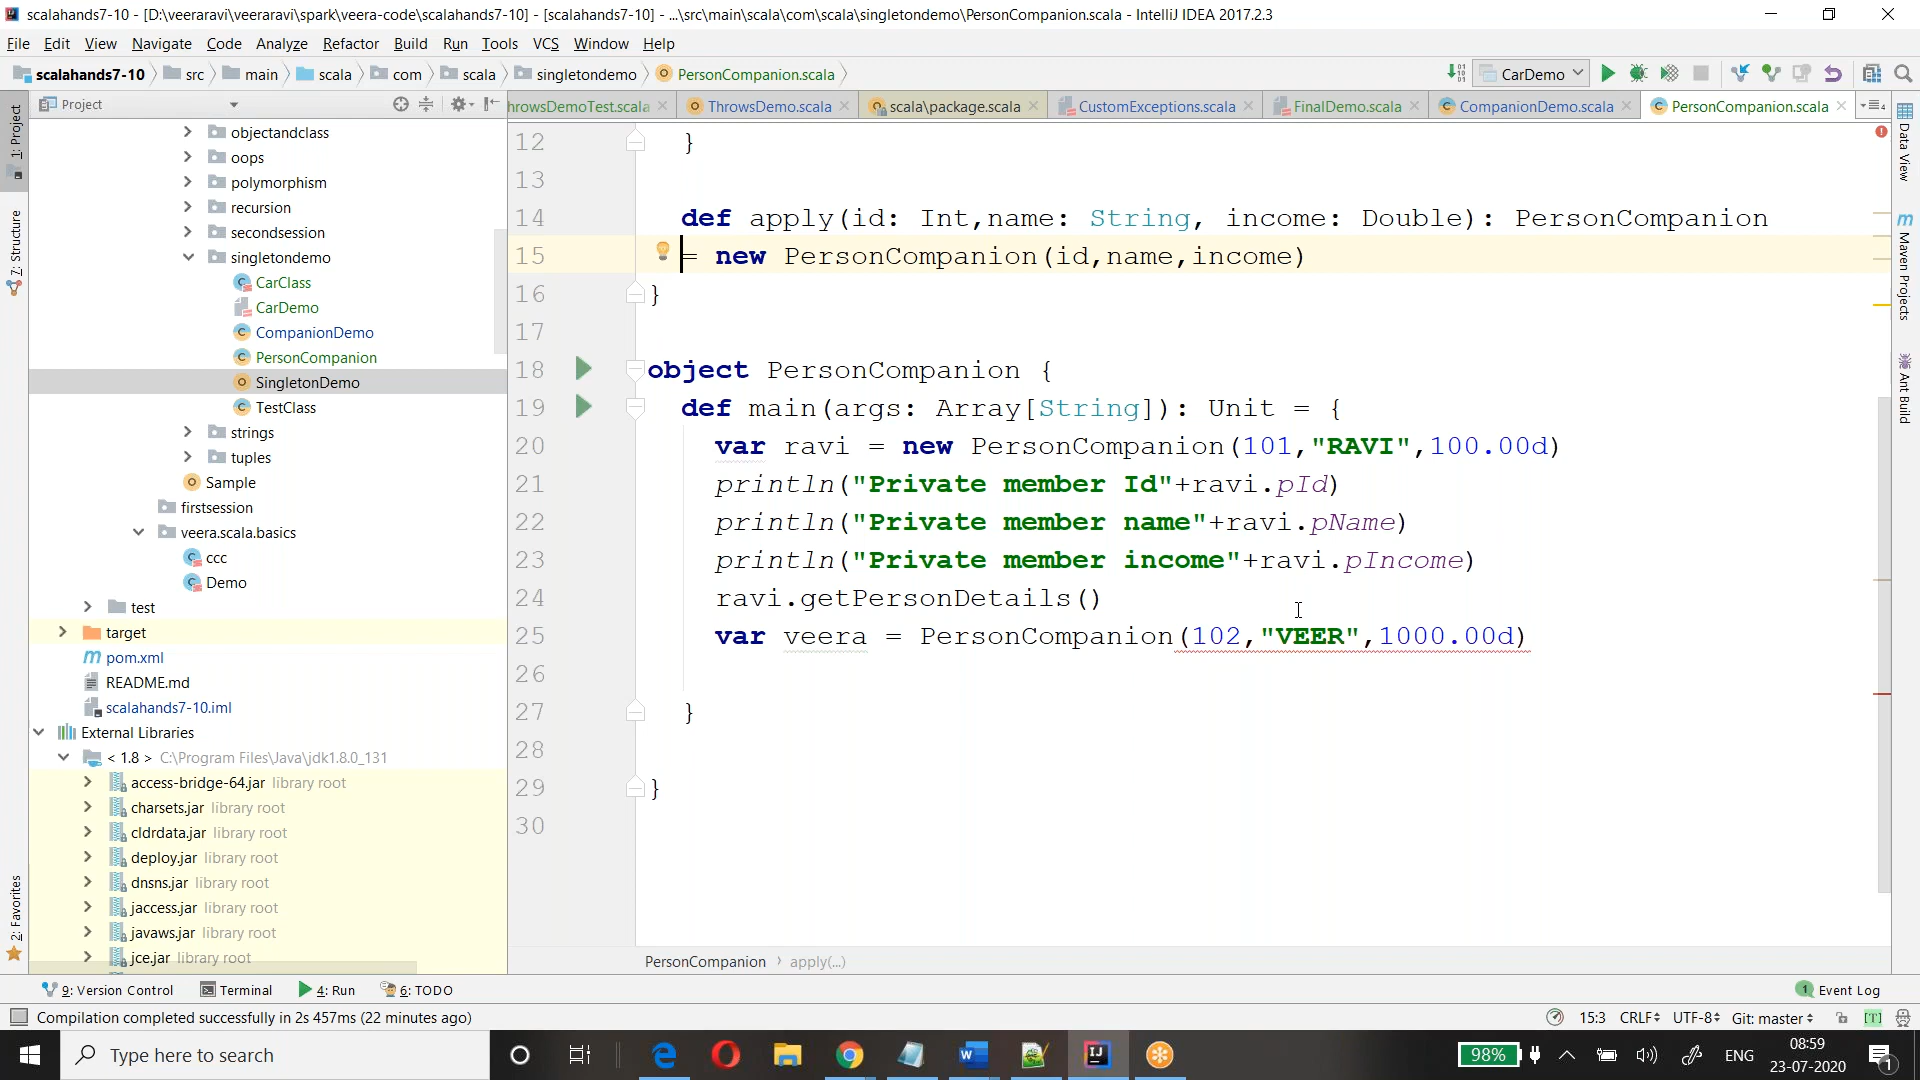 scalahands7-10 - [D:\veeraravi\veeraravi\spark\veera-code\scalahands7-10] - [scalahands7-10] - ...\src\main\scala\com\scala\singletondemo\PersonCompanion.scala - IntelliJ IDEA 2017.2.3
File Edit View Navigate Code Analyze Refactor Build Run Tools VCS Window Help
scalahands7-10 src main scala com scala singletondemo PersonCompanion.scala CarDemo
Project
hrowsDemoTest.scala ThrowsDemo.scala scala\package.scala CustomExceptions.scala FinalDemo.scala CompanionDemo.scala PersonCompanion.scala
1: Project
7: Structure
2: Favorites
objectandclass
oops
polymorphism
recursion
secondsession
singletondemo
CarClass
CarDemo
CompanionDemo
PersonCompanion
SingletonDemo
TestClass
strings
tuples
Sample
firstsession
veera.scala.basics
ccc
Demo
test
target
pom.xml
README.md
scalahands7-10.iml
External Libraries
< 1.8 > C:\Program Files\Java\jdk1.8.0_131
access-bridge-64.jar library root
charsets.jar library root
cldrdata.jar library root
deploy.jar library root
dnsns.jar library root
jaccess.jar library root
javaws.jar library root
jce.jar library root
12 }
13
14 def apply(id: Int,name: String, income: Double): PersonCompanion
15 = new PersonCompanion(id,name,income)
16 }
17
18 object PersonCompanion {
19 def main(args: Array[String]): Unit = {
20 var ravi = new PersonCompanion(101,"RAVI",100.00d)
21 println("Private member Id"+ravi.pId)
22 println("Private member name"+ravi.pName)
23 println("Private member income"+ravi.pIncome)
24 ravi.getPersonDetails()
25 var veera = PersonCompanion(102,"VEER",1000.00d)
26
27 }
28
29 }
30
PersonCompanion apply(...)
Data View
Maven Projects
Ant Build
9: Version Control Terminal 4: Run 6: TODO 1 Event Log
Compilation completed successfully in 2s 457ms (22 minutes ago) 15:3 CRLF UTF-8 Git: master [T]
Type here to search 98% ENG 08:59
23-07-2020 1